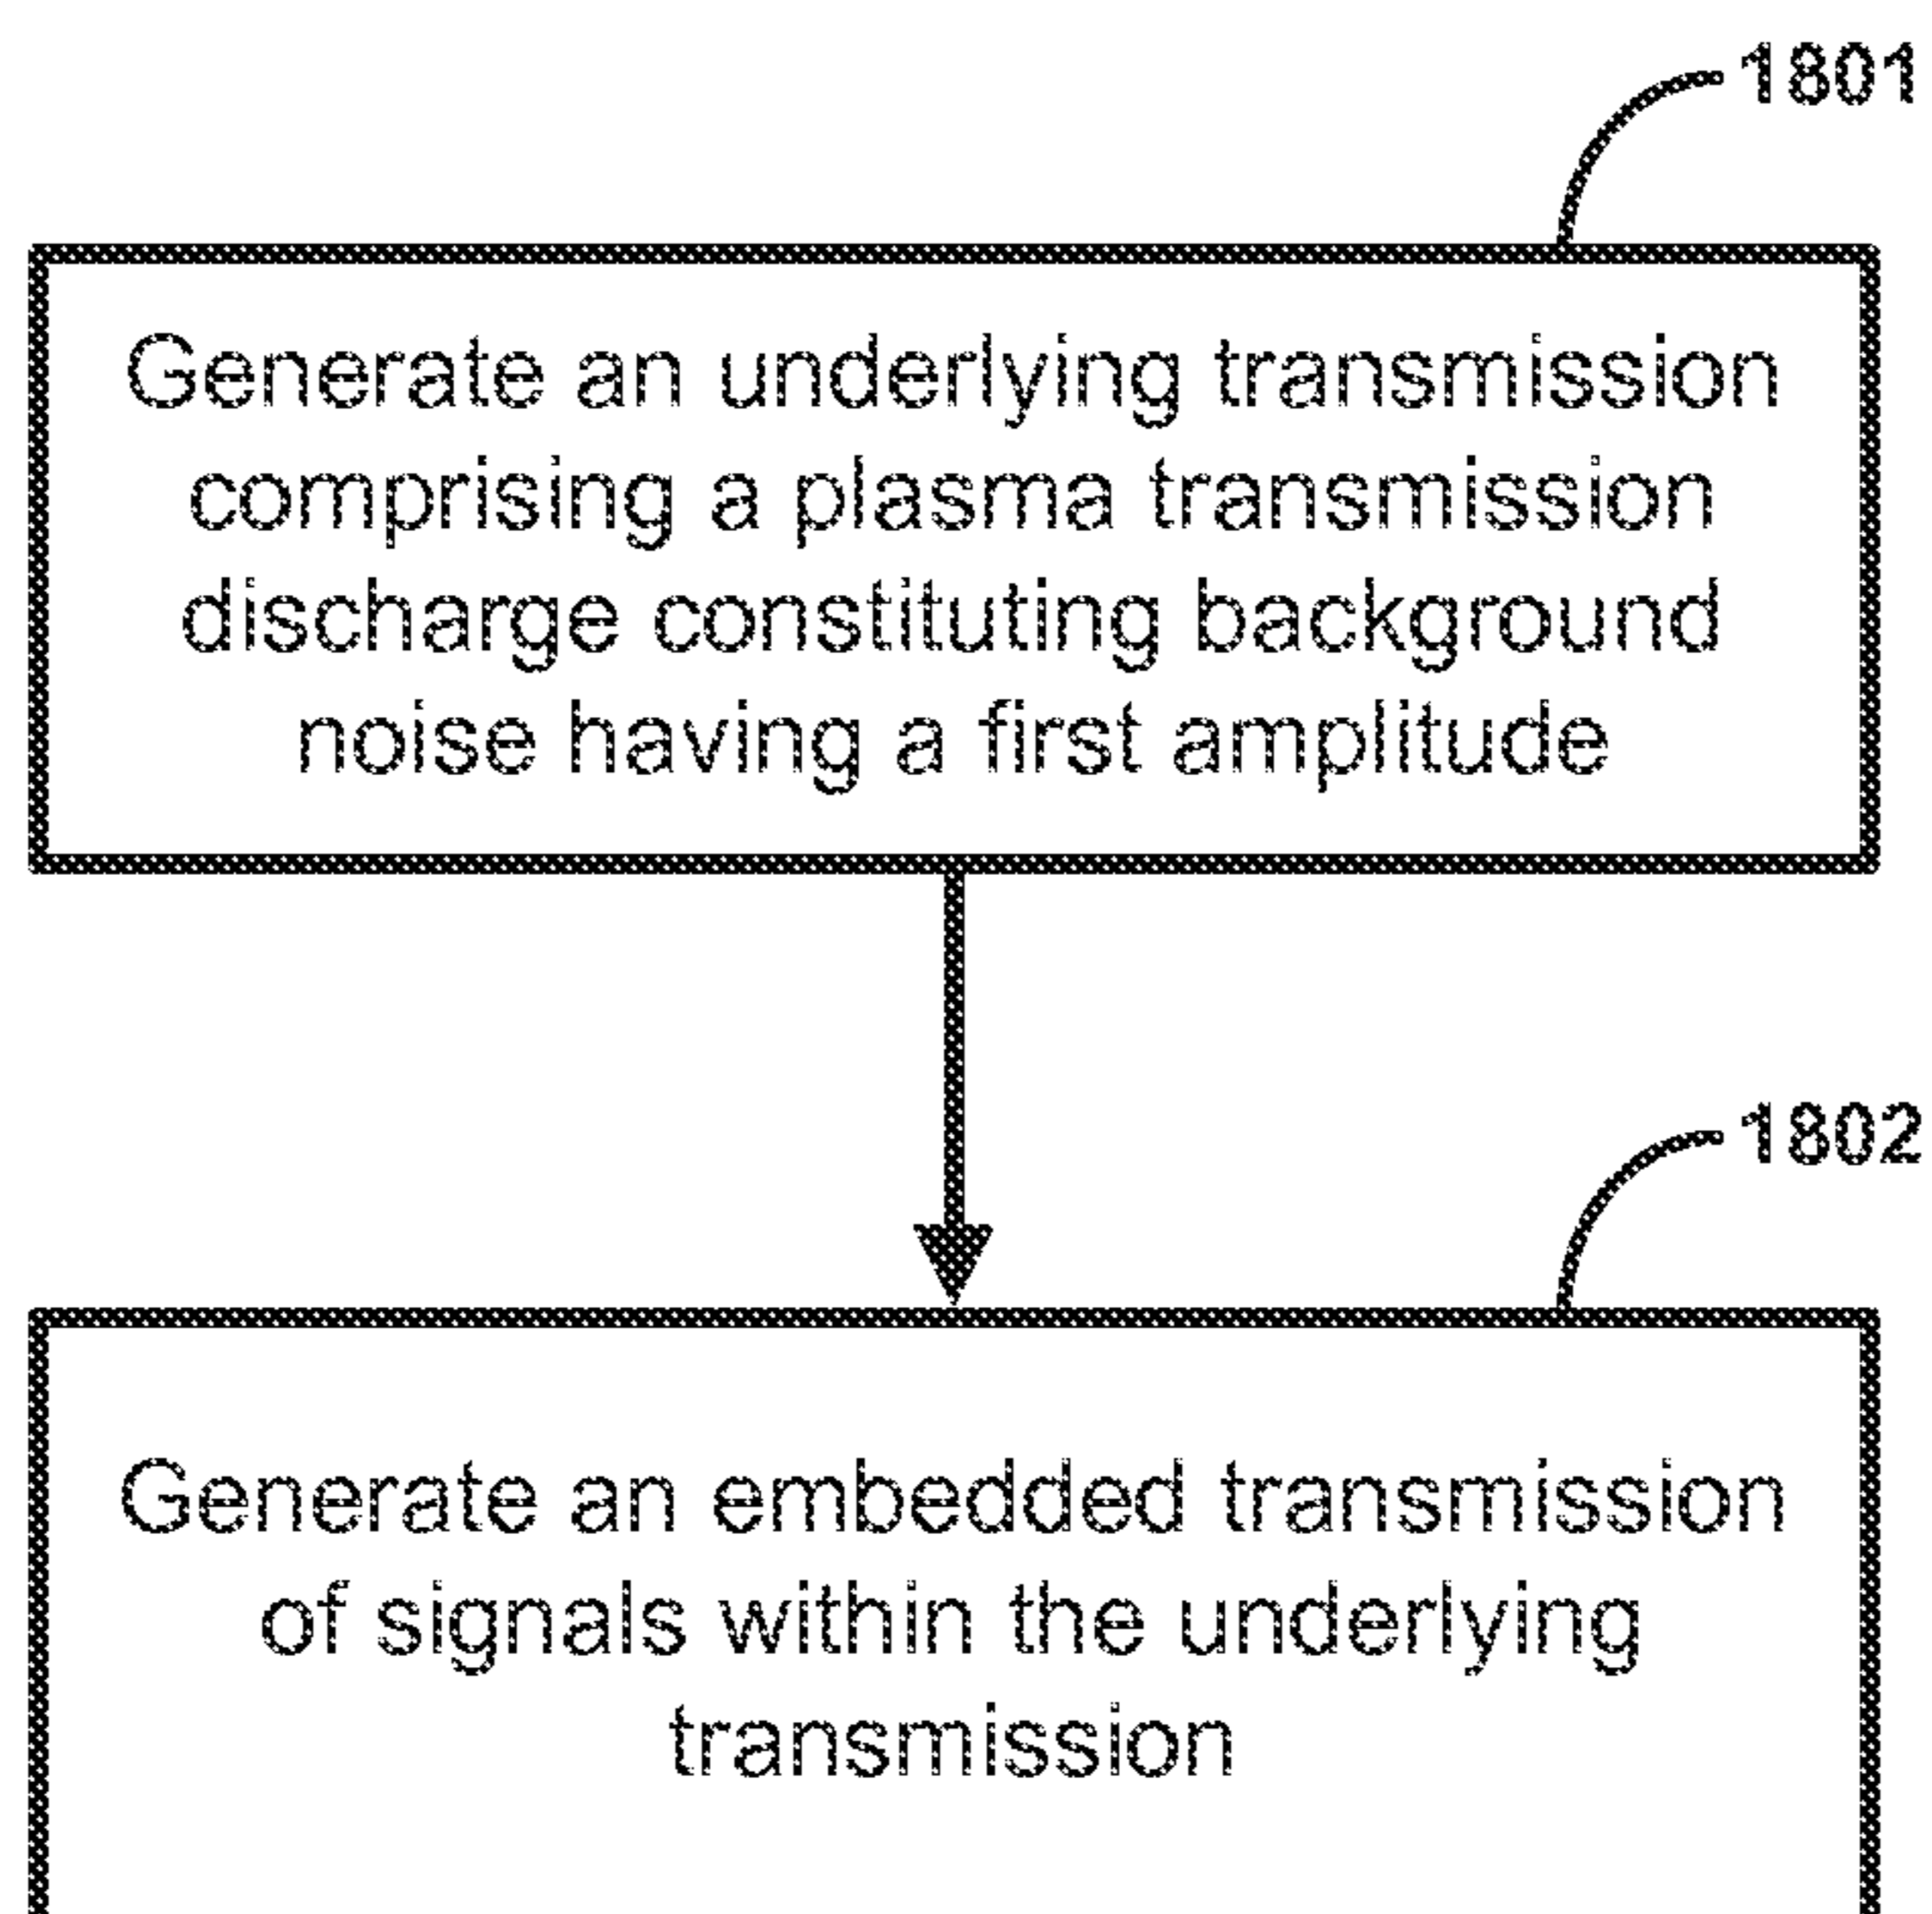 1801
Generate an underlying transmission
comprising a plasma transmission
discharge constituting background
noise having a first amplitude
1802
Generate an embedded transmission
of signals within the underlying
transmission